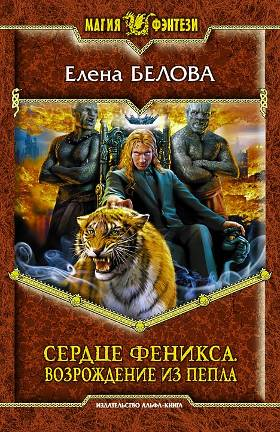 МАГИЯ ФЭНТЕЗИ
Елена БЕЛОВА
СЕРДЦЕ ФЕНИКСА.
ВОЗРОЖДЕНИЕ ИЗ ПЕПЛА
ИЗДАТЕЛЬСТВО АЛЬФА-КНИГА